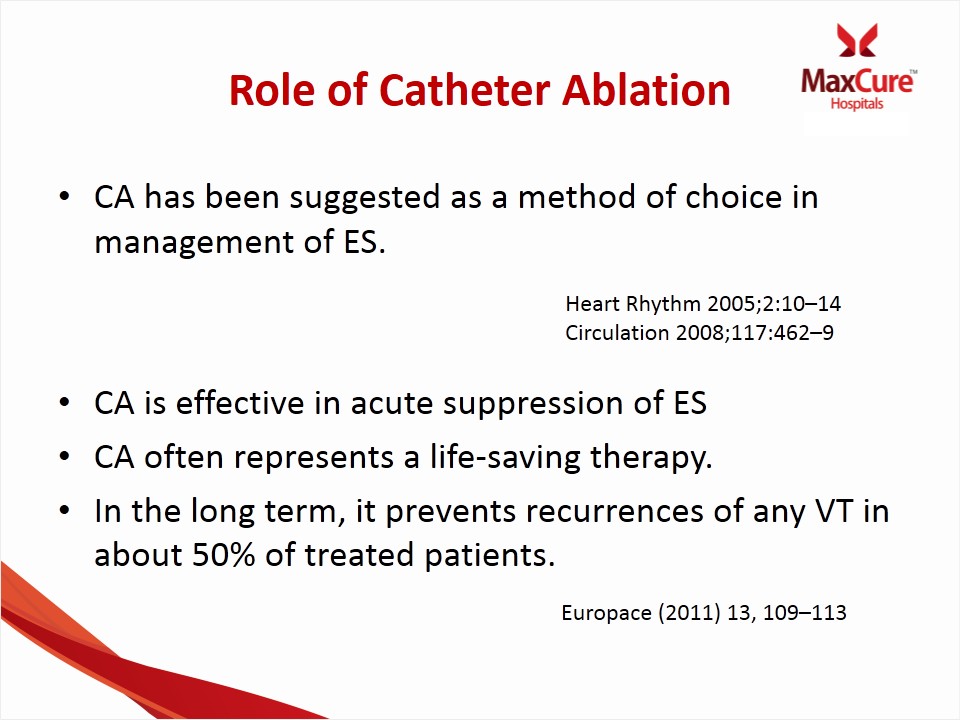 MaxCure™
Hospitals
Role of Catheter Ablation
• CA has been suggested as a method of choice in
management of ES.
Heart Rhythm 2005;2:10–14
Circulation 2008;117:462–9
• CA is effective in acute suppression of ES
• CA often represents a life-saving therapy.
• In the long term, it prevents recurrences of any VT in
about 50% of treated patients.
Europace (2011) 13, 109–113